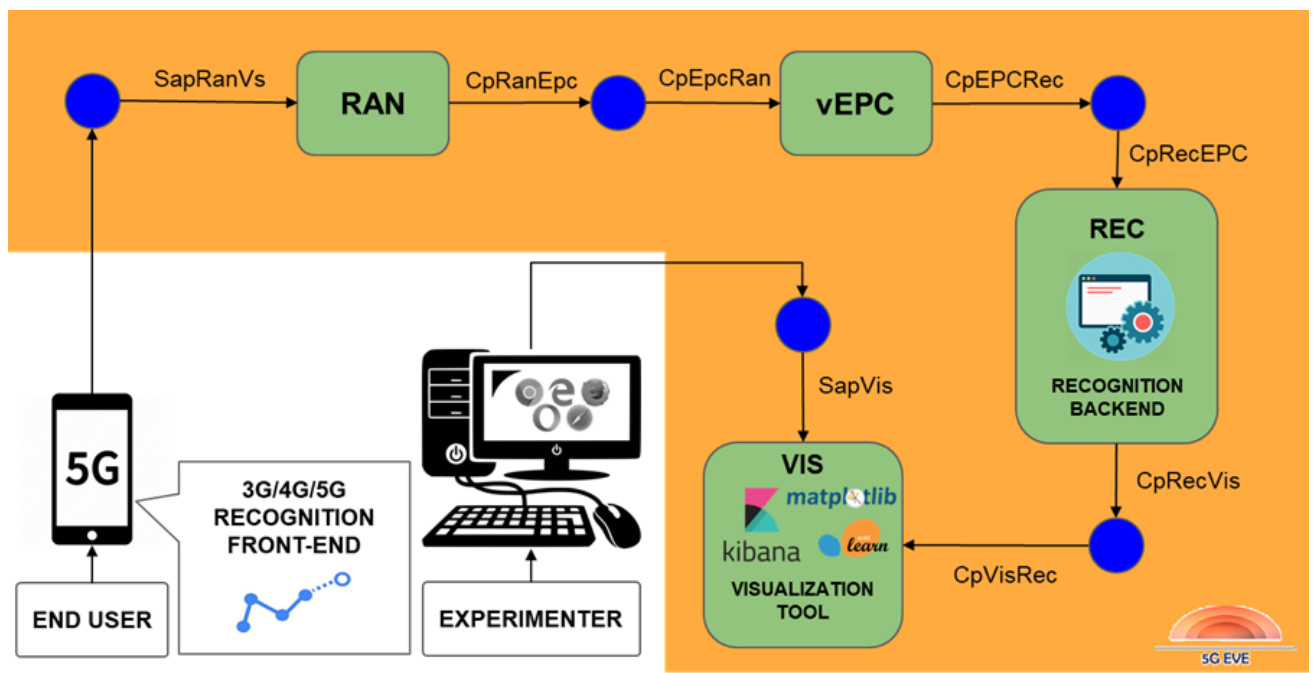 SapRanVs
RAN
CpRanEpc
CpEpcRan
vEPC
CpEPCRec
CpRecEPC
REC
RECOGNITION
BACKEND
CpRecVis
CpVisRec
SapVis
VIS
matplotlib
kibana
learn
VISUALIZATION
TOOL
5G
3G/4G/5G
RECOGNITION
FRONT-END
END USER
EXPERIMENTER
5G EVE